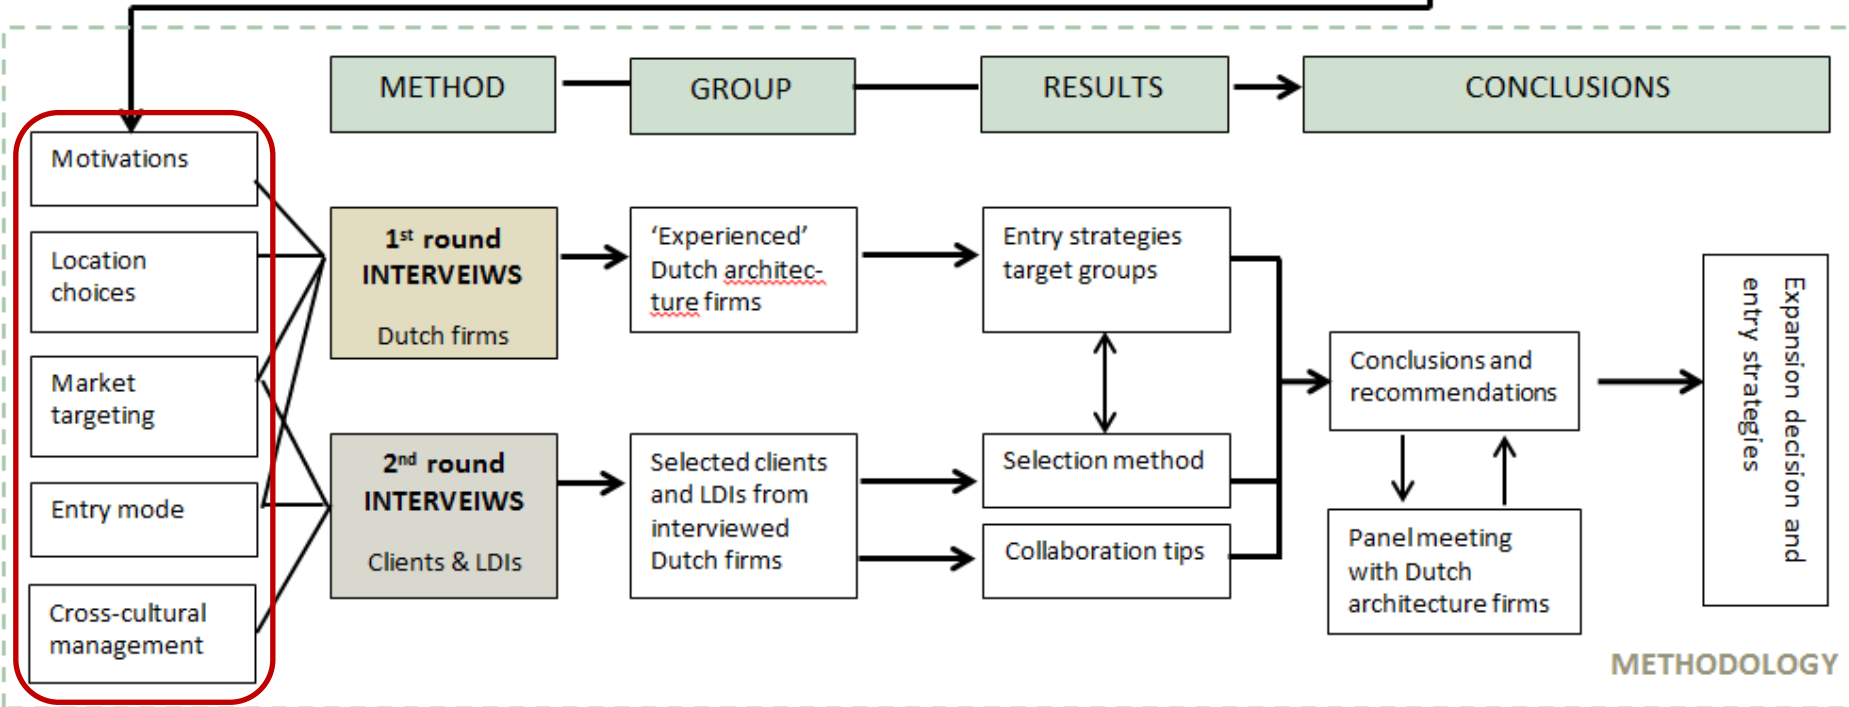 METHOD
GROUP
RESULTS
CONCLUSIONS
Motivations
Location
choices
Market
targeting
Entry mode
Cross-cultural
management
1st round
INTERVEIWS
Dutch firms
2nd round
INTERVEIWS
Clients & LDIs
‘Experienced’
Dutch architec-
ture firms
Selected clients
and LDIs from
interviewed
Dutch firms
Entry strategies
target groups
Selection method
Collaboration tips
Conclusions and
recommendations
Panel meeting
with Dutch
architecture firms
Expansion decision and
entry strategies
METHODOLOGY